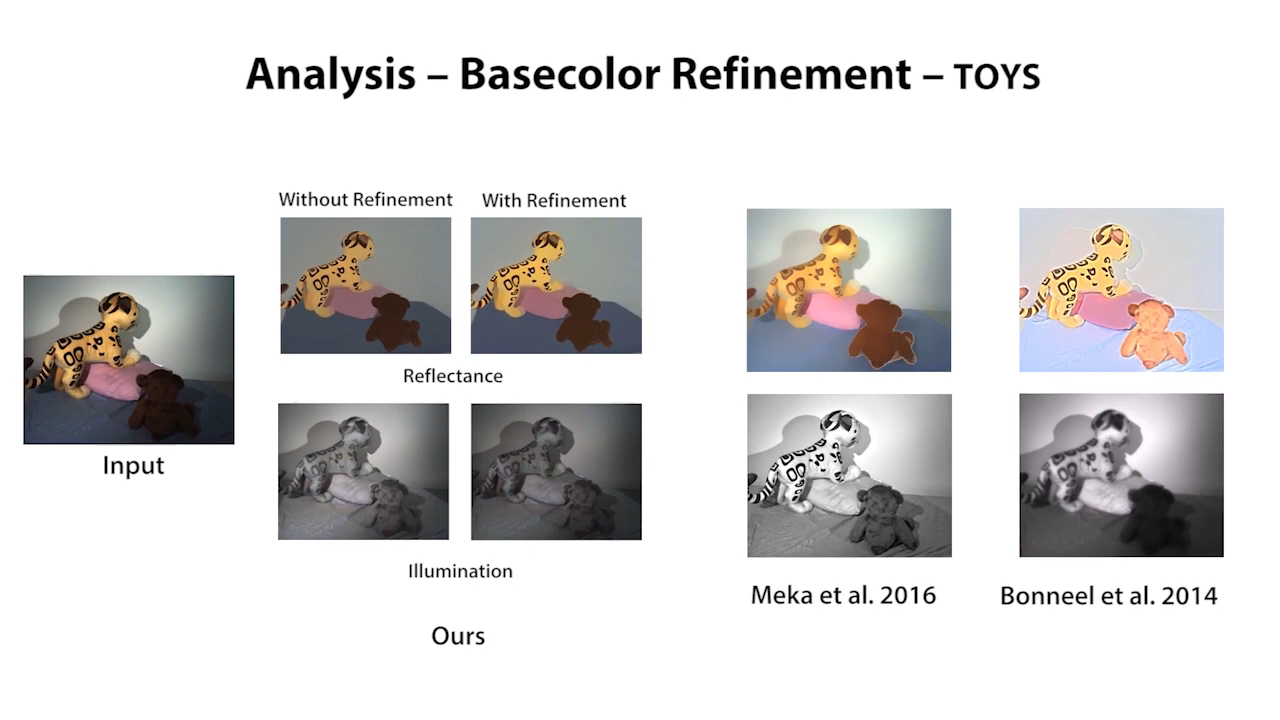 Analysis – Basecolor Refinement – TOYS
Without Refinement
With Refinement
Reflectance
Input
Illumination
Meka et al. 2016
Bonneel et al. 2014
Ours